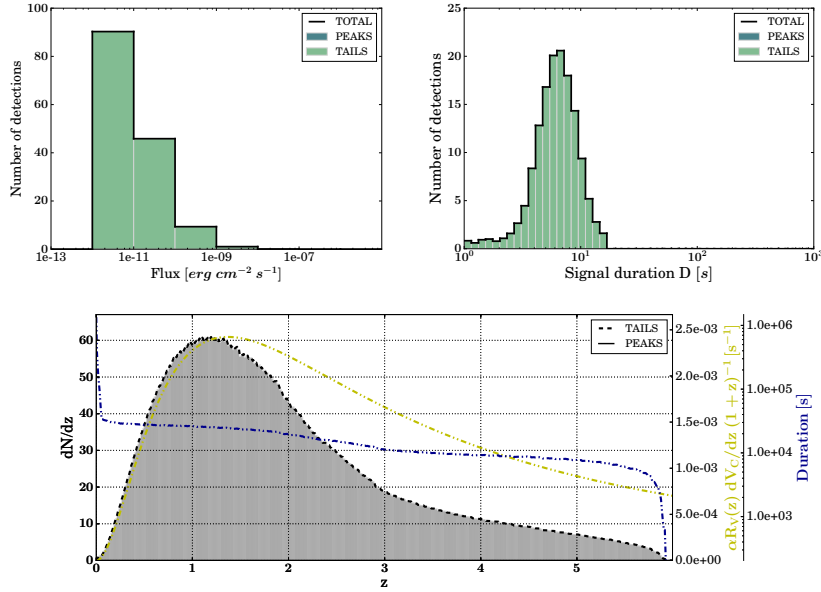 100
80
60
40
20
0
Number of detections
1e-13
1e-11
1e-09
1e-07
Flux [erg cm⁻² s⁻¹]
TOTAL
PEAKS
TAILS
25
20
15
10
5
0
Number of detections
10⁰
10¹
10²
10³
Signal duration D [s]
TOTAL
PEAKS
TAILS
60
50
40
30
20
10
0
dN/dz
0
1
2
3
4
5
z
TAILS
PEAKS
2.5e-03
2.0e-03
1.5e-03
1.0e-03
5.0e-04
0.0e+00
αR_V(z) dV_C/dz (1 + z)⁻¹ [s⁻¹]
1.0e+06
1.0e+05
1.0e+04
1.0e+03
Duration [s]